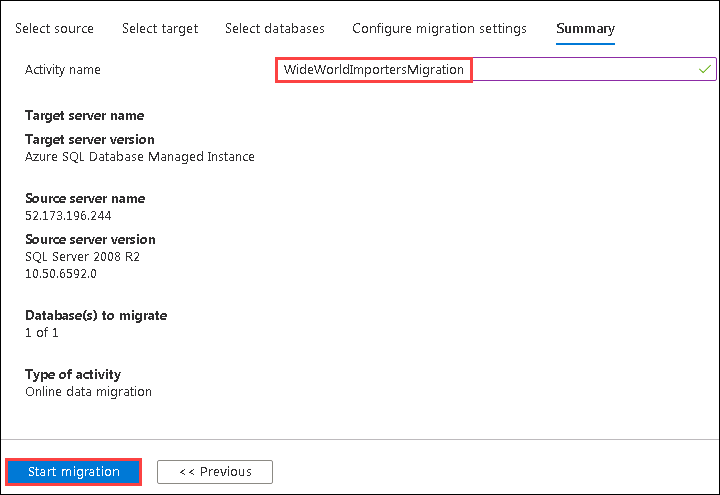 Select source Select target Select databases Configure migration settings Summary
Activity name WideWorldImportersMigration
Target server name
Target server version
Azure SQL Database Managed Instance
Source server name
52.173.196.244
Source server version
SQL Server 2008 R2
10.50.6592.0
Database(s) to migrate
1 of 1
Type of activity
Online data migration
Start migration << Previous